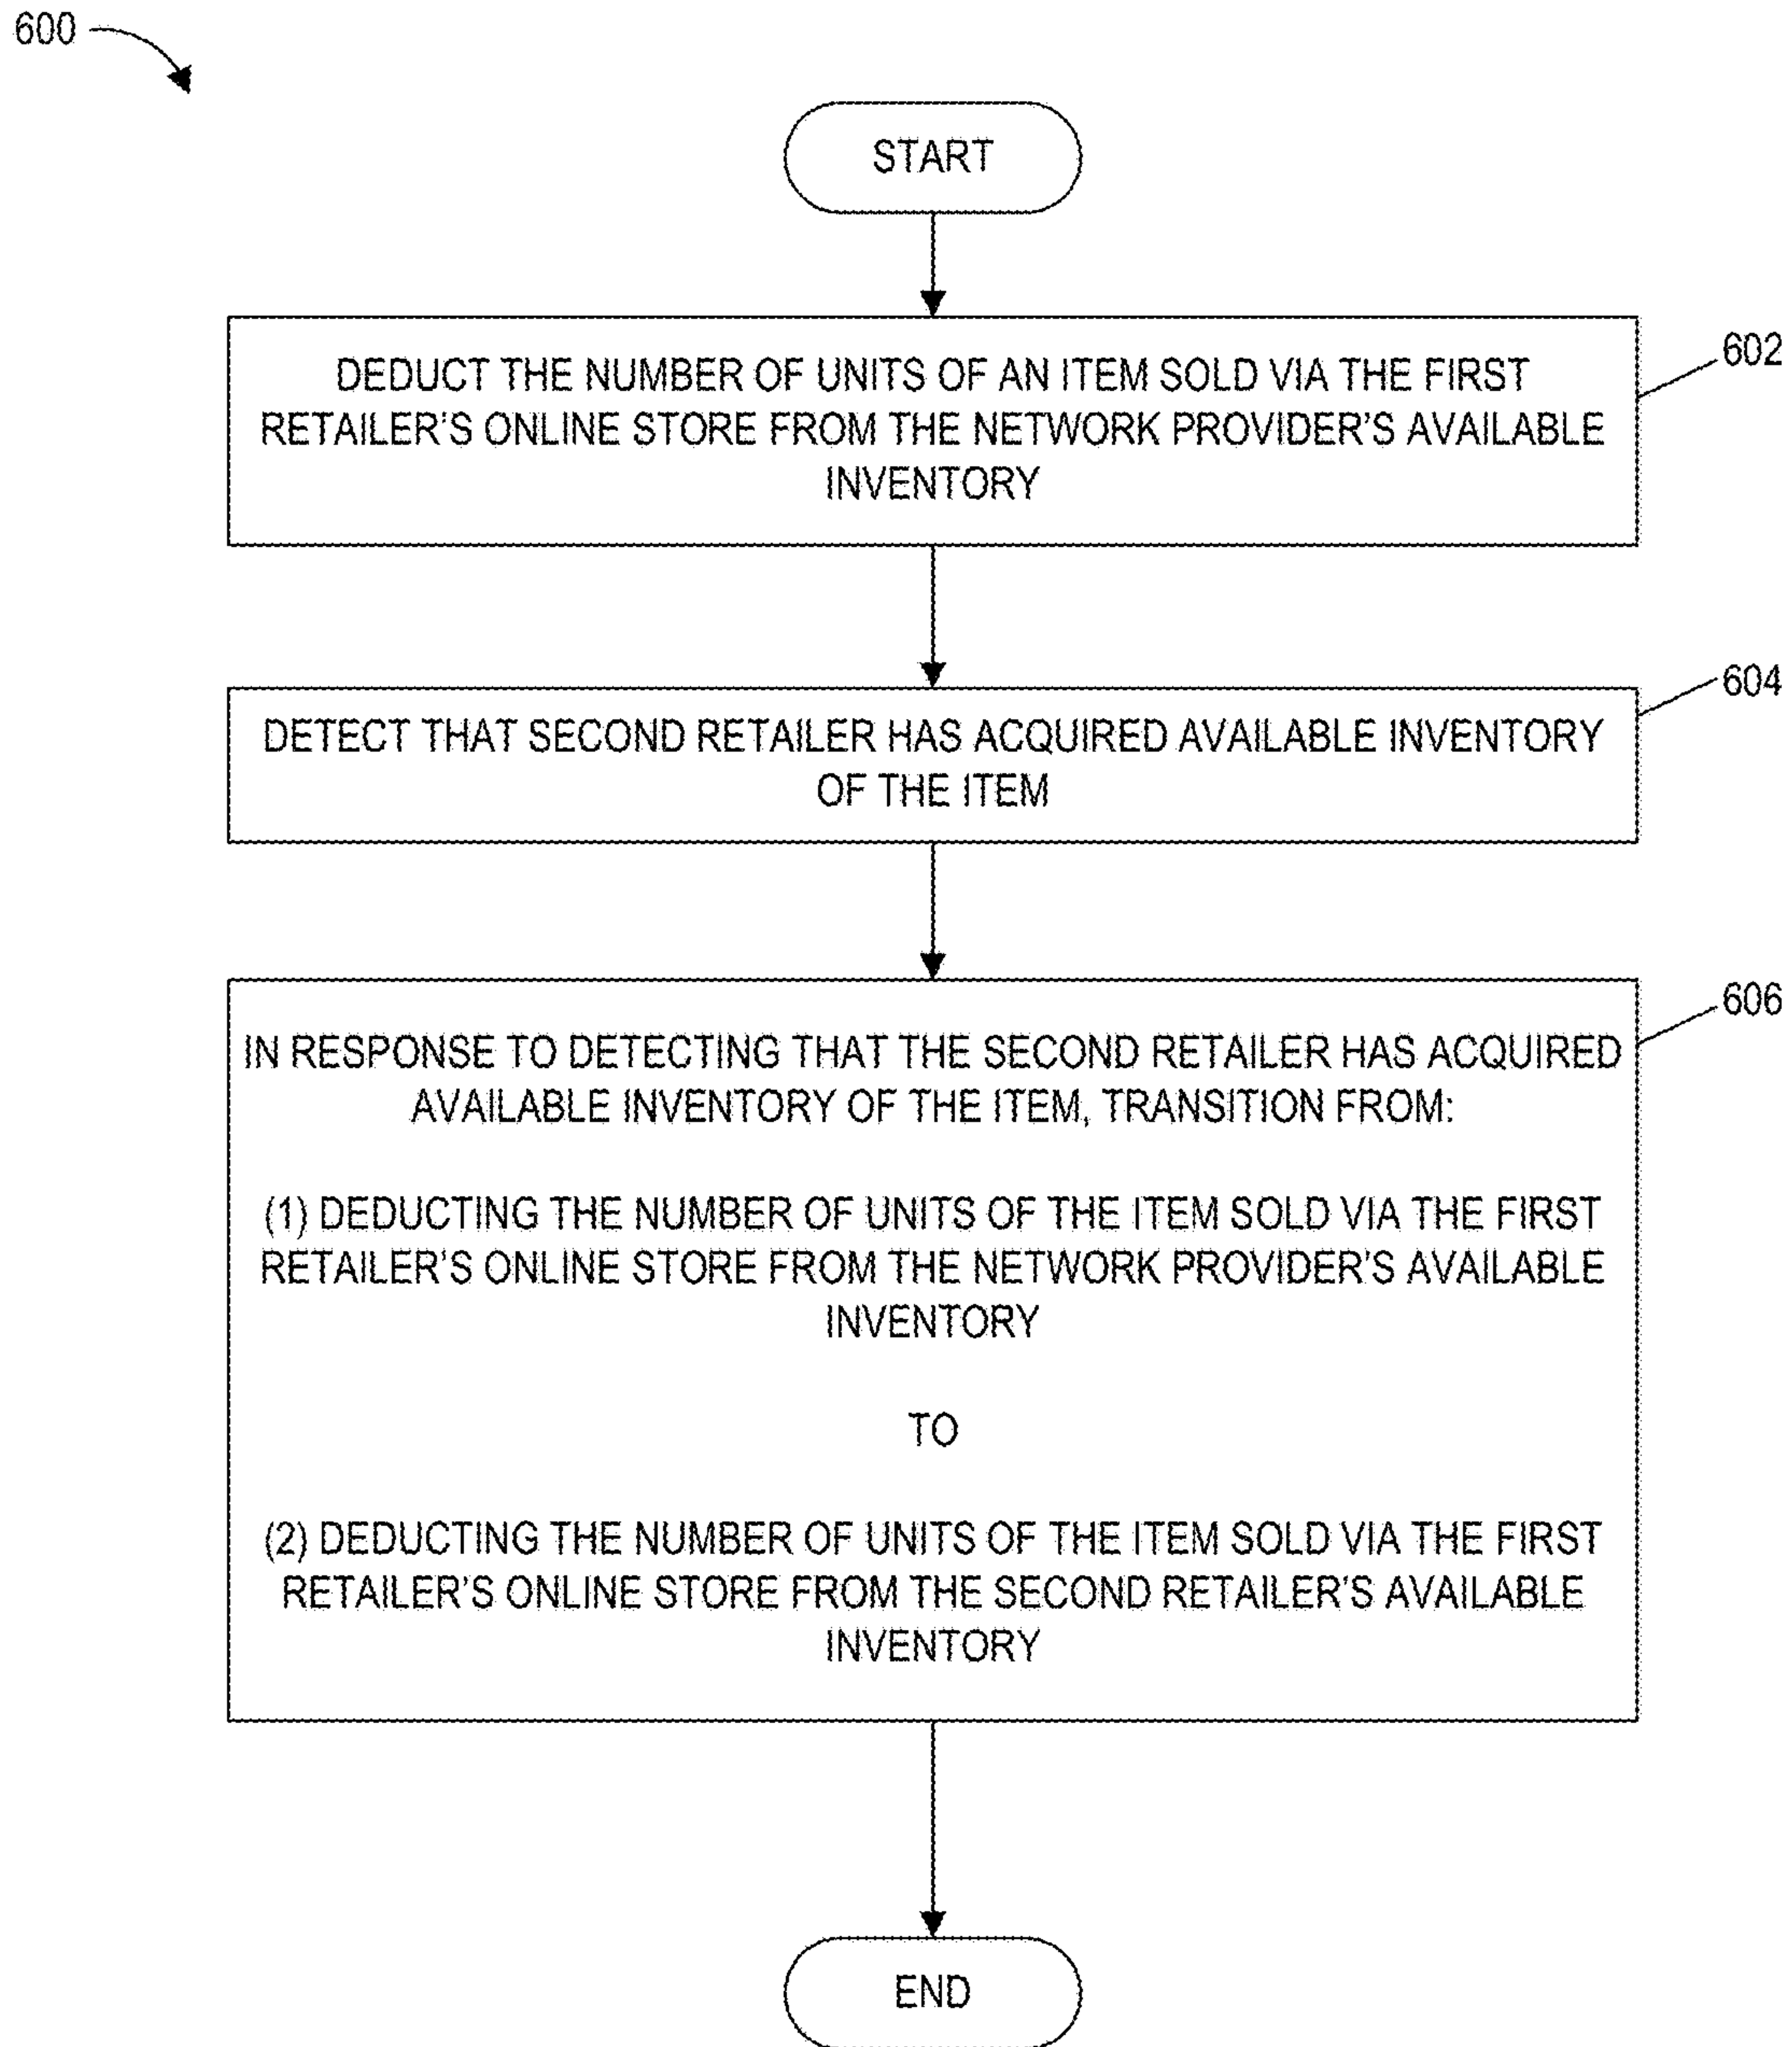 600
START
DEDUCT THE NUMBER OF UNITS OF AN ITEM SOLD VIA THE FIRST
RETAILER'S ONLINE STORE FROM THE NETWORK PROVIDER'S AVAILABLE
INVENTORY
602
DETECT THAT SECOND RETAILER HAS ACQUIRED AVAILABLE INVENTORY
OF THE ITEM
604
IN RESPONSE TO DETECTING THAT THE SECOND RETAILER HAS ACQUIRED
AVAILABLE INVENTORY OF THE ITEM, TRANSITION FROM:
(1) DEDUCTING THE NUMBER OF UNITS OF THE ITEM SOLD VIA THE FIRST
RETAILER'S ONLINE STORE FROM THE NETWORK PROVIDER'S AVAILABLE
INVENTORY
TO
(2) DEDUCTING THE NUMBER OF UNITS OF THE ITEM SOLD VIA THE FIRST
RETAILER'S ONLINE STORE FROM THE SECOND RETAILER'S AVAILABLE
INVENTORY
606
END